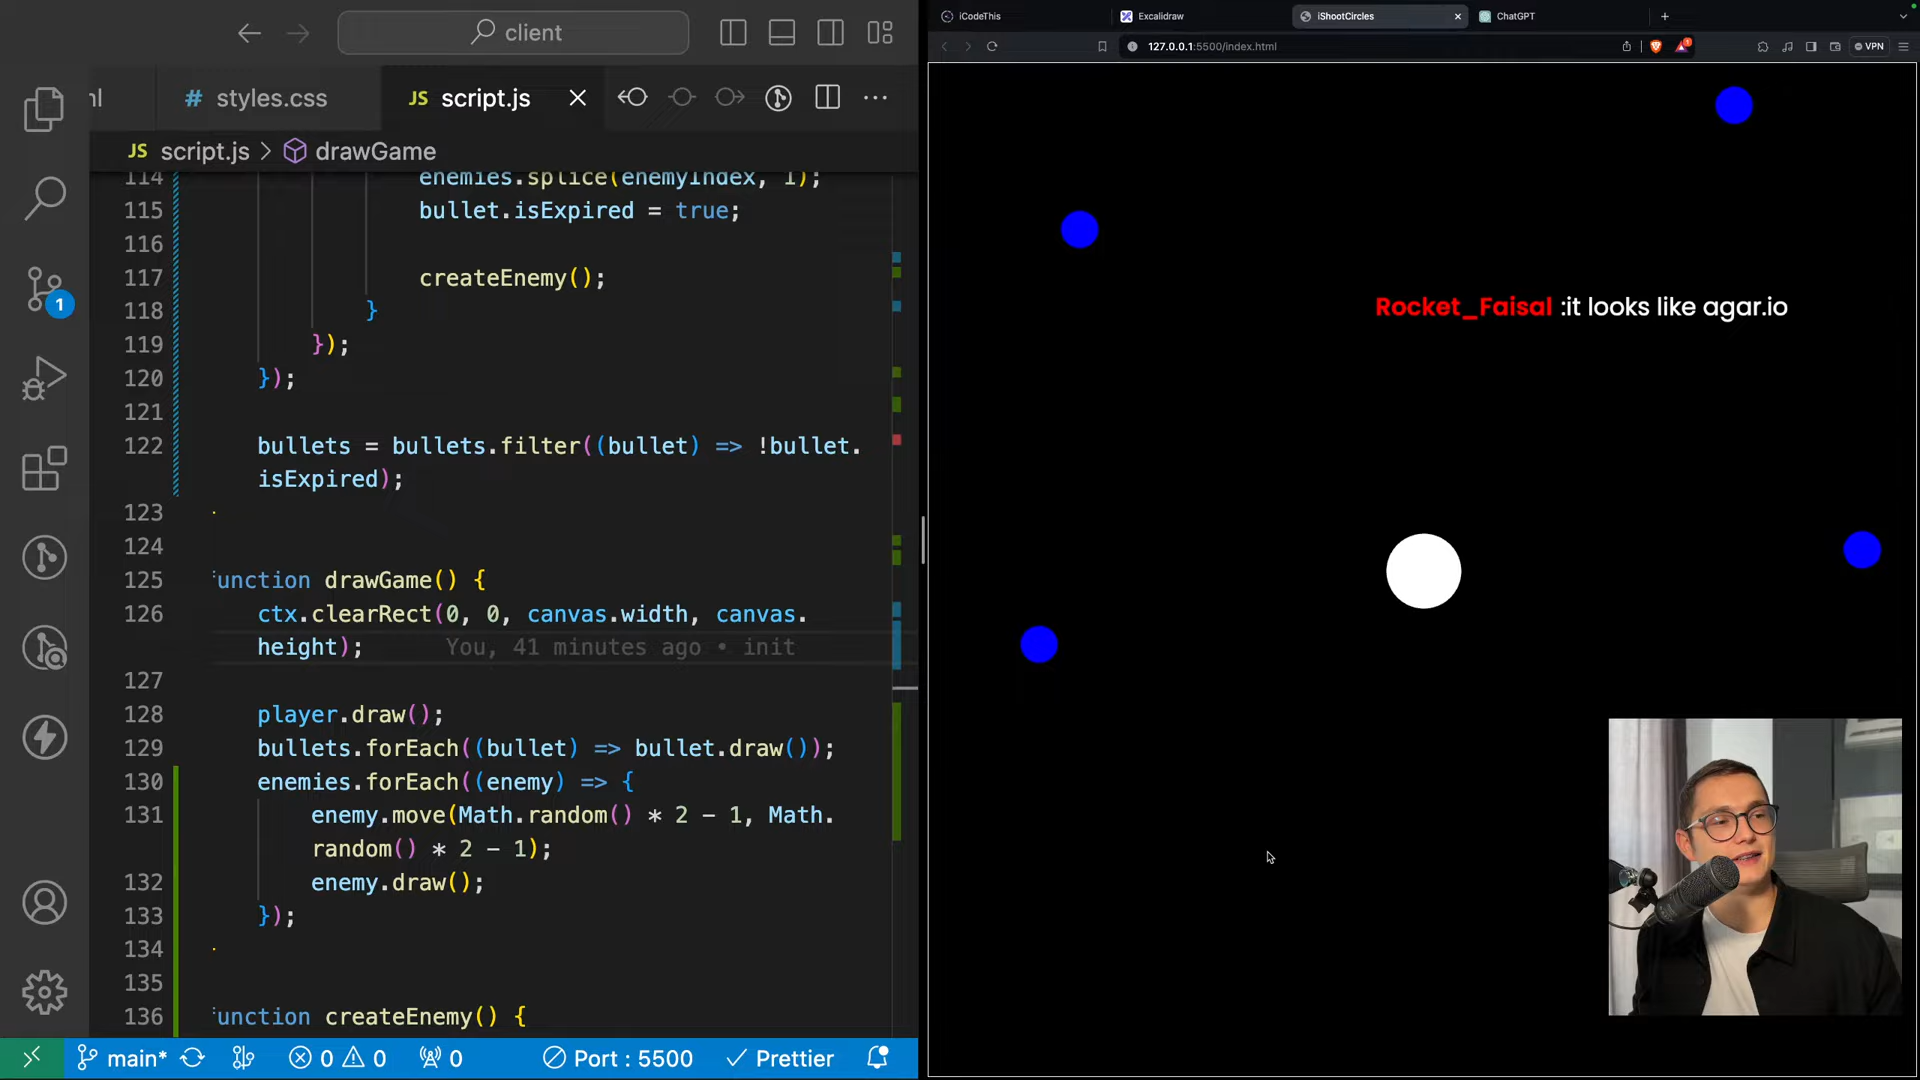 client
nl
# styles.css
JS script.js
JS script.js > drawGame
114 enemies.splice(enemyIndex, 1);
115 bullet.isExpired = true;
116
117 createEnemy();
118 }
119 });
120 });
121
122 bullets = bullets.filter((bullet) => !bullet.
isExpired);
123
124
125 unction drawGame() {
126 ctx.clearRect(0, 0, canvas.width, canvas.
height); You, 41 minutes ago • init
127
128 player.draw();
129 bullets.forEach((bullet) => bullet.draw());
130 enemies.forEach((enemy) => {
131 enemy.move(Math.random() * 2 - 1, Math.
random() * 2 - 1);
132 enemy.draw();
133 });
134
135
136 unction createEnemy() {
1
main* 0 0 0 Port : 5500 Prettier
iCodeThis Excalidraw iShootCircles ChatGPT
127.0.0.1:5500/index.html 1 VPN
Rocket_Faisal :it looks like agar.io